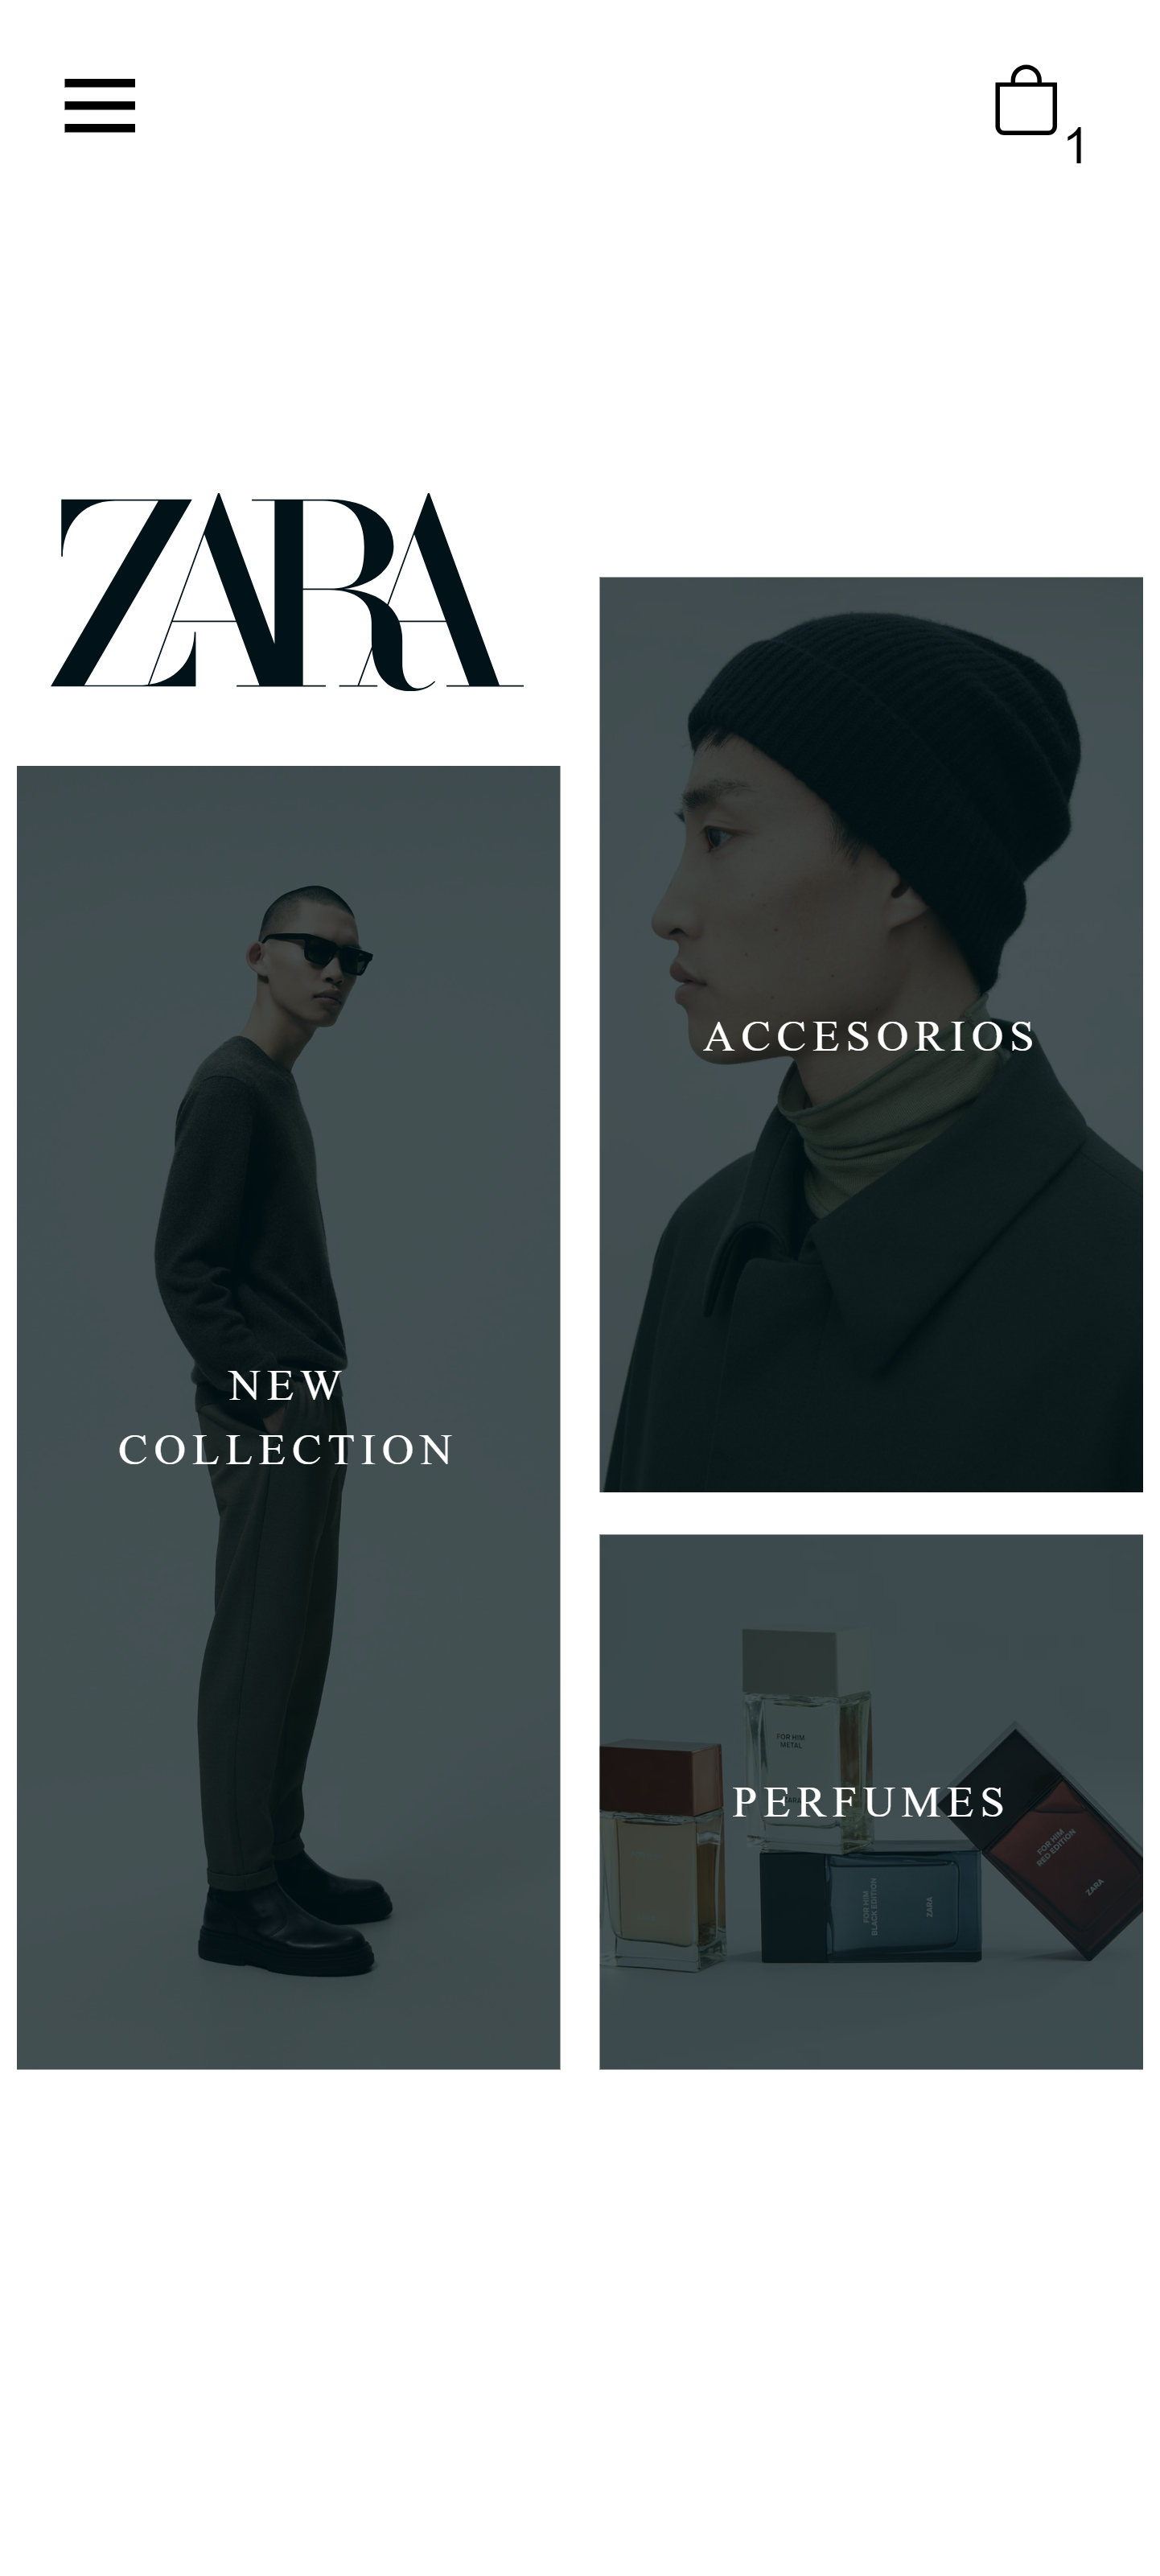 1
ZARA
ACCESORIOS
NEW
COLLECTION
FOR HIM
METAL
PERFUMES
FOR HIM
RED EDITION
ZARA
FOR HIM
BLACK EDITION
ZARA